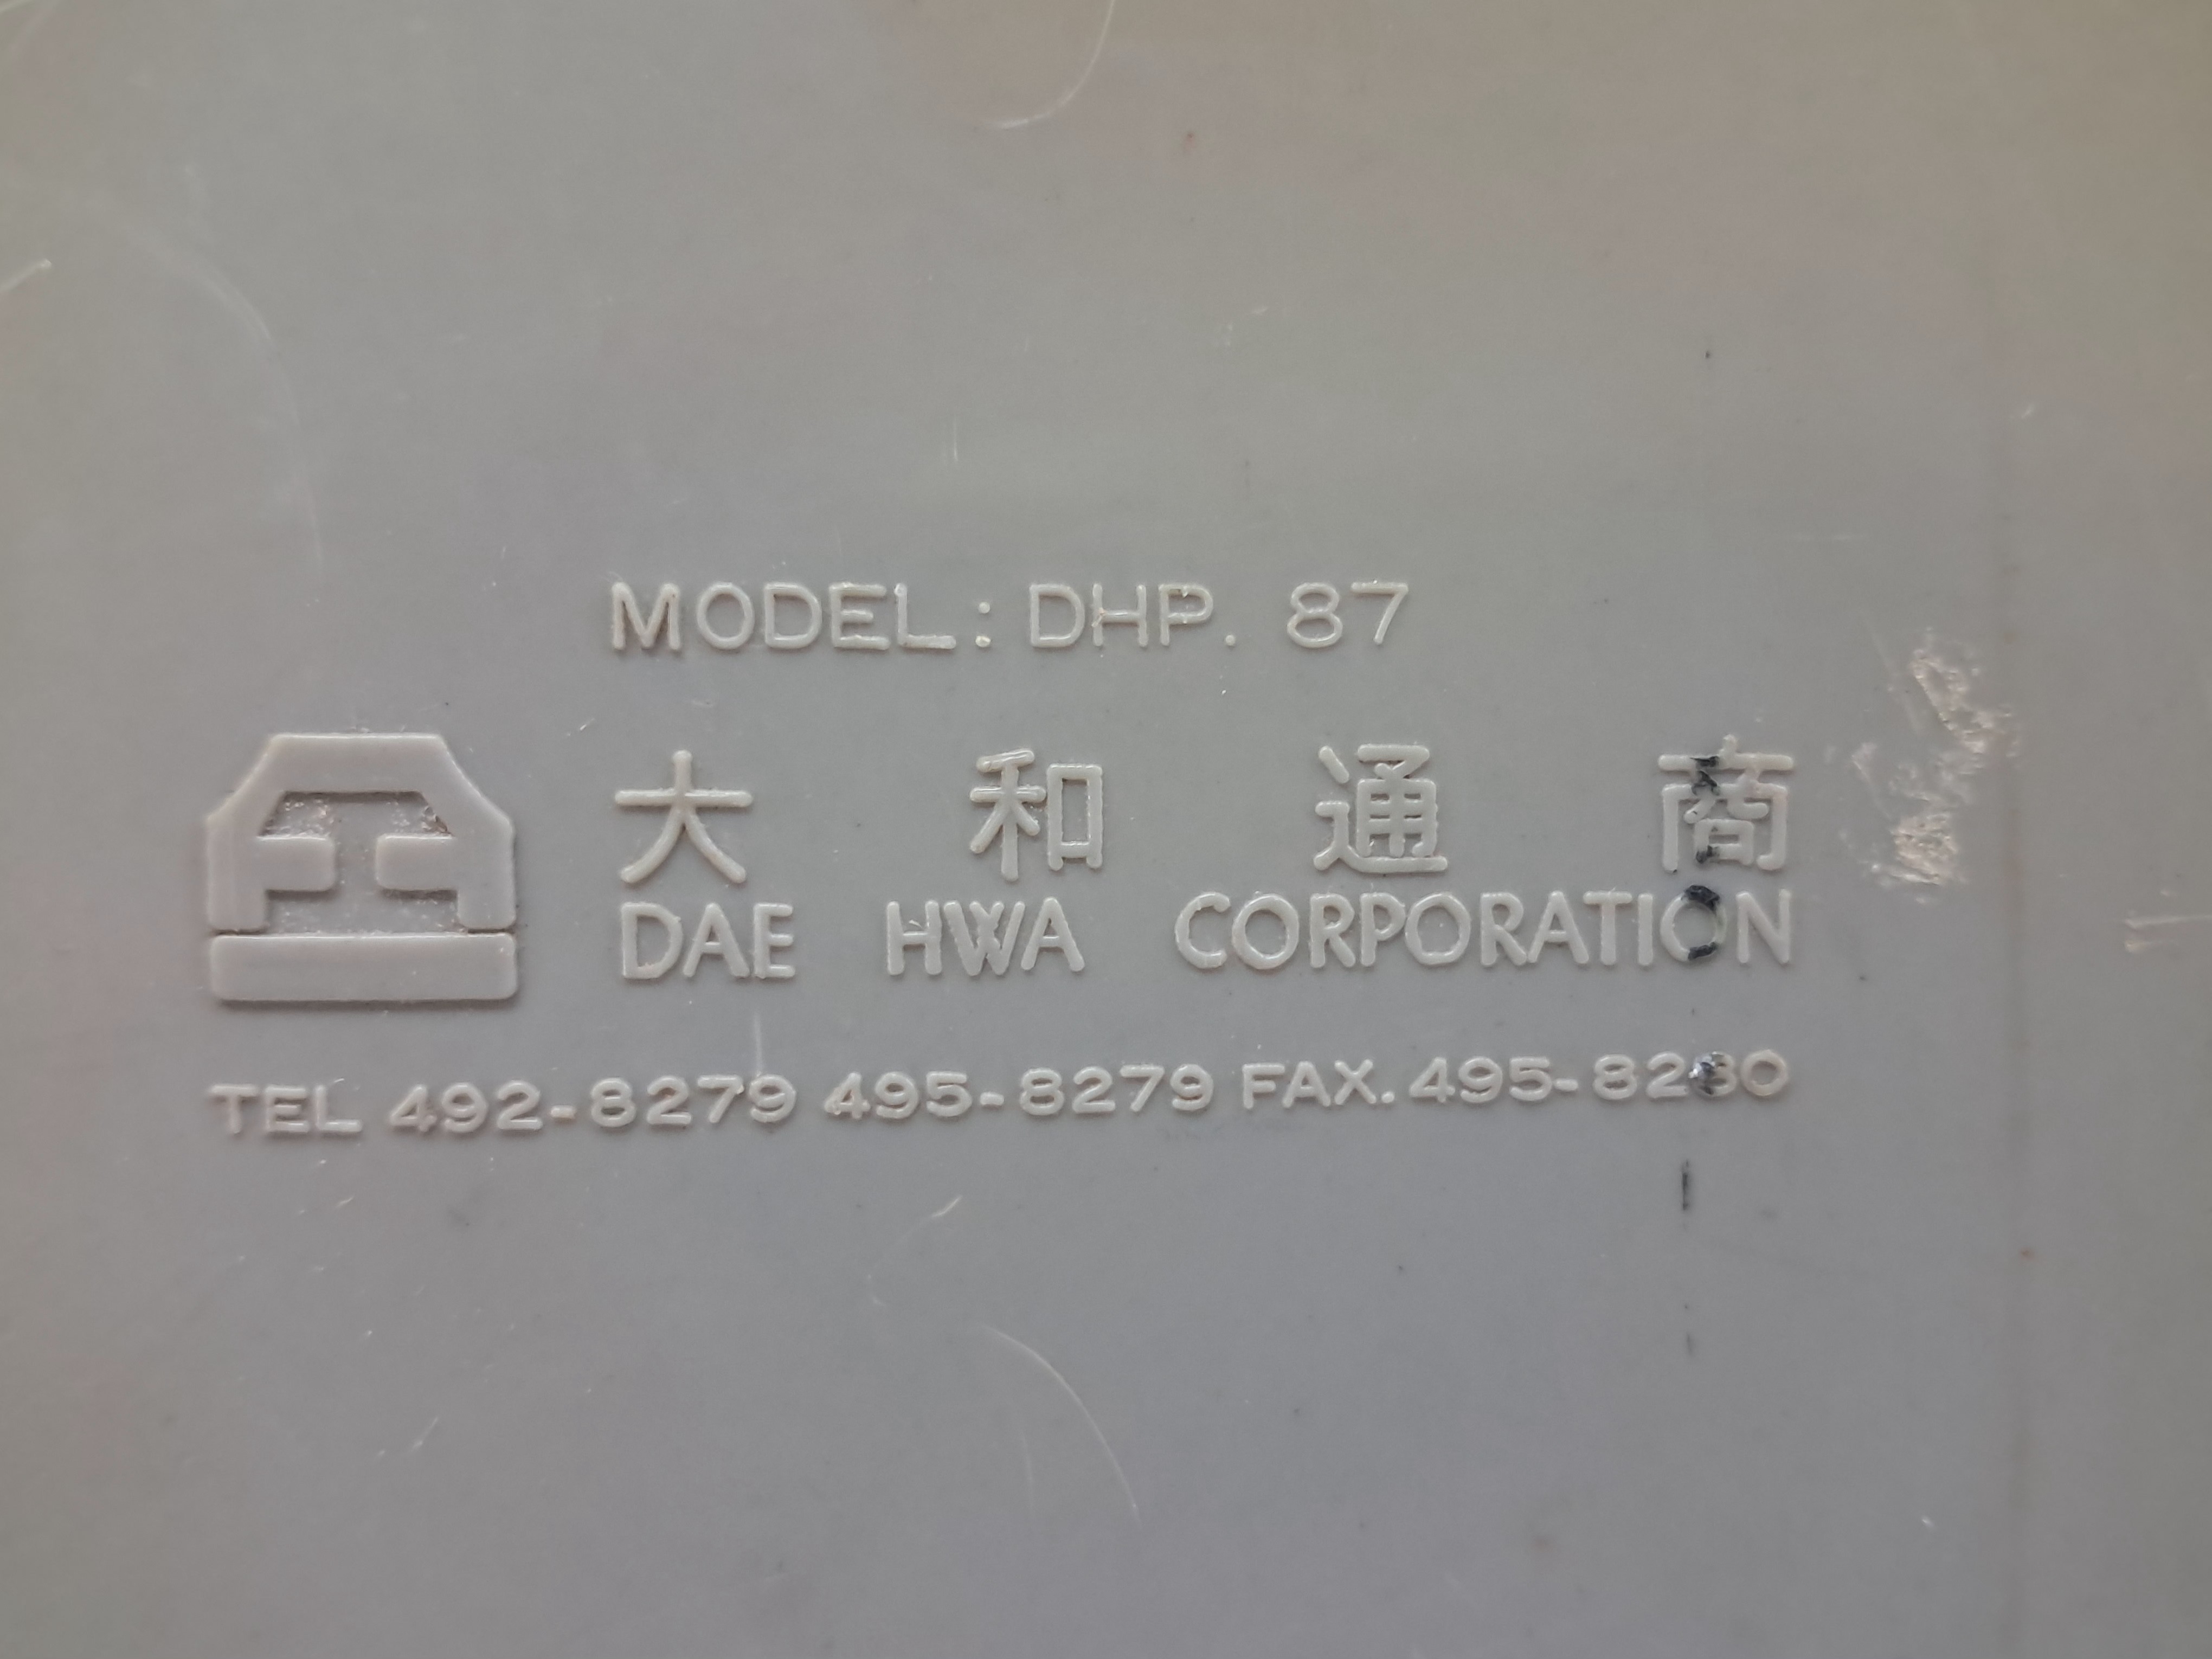 MODEL: DHP. 87
大和通商
DAE HWA CORPORATION
TEL 492-8279 495-8279 FAX. 495-8280